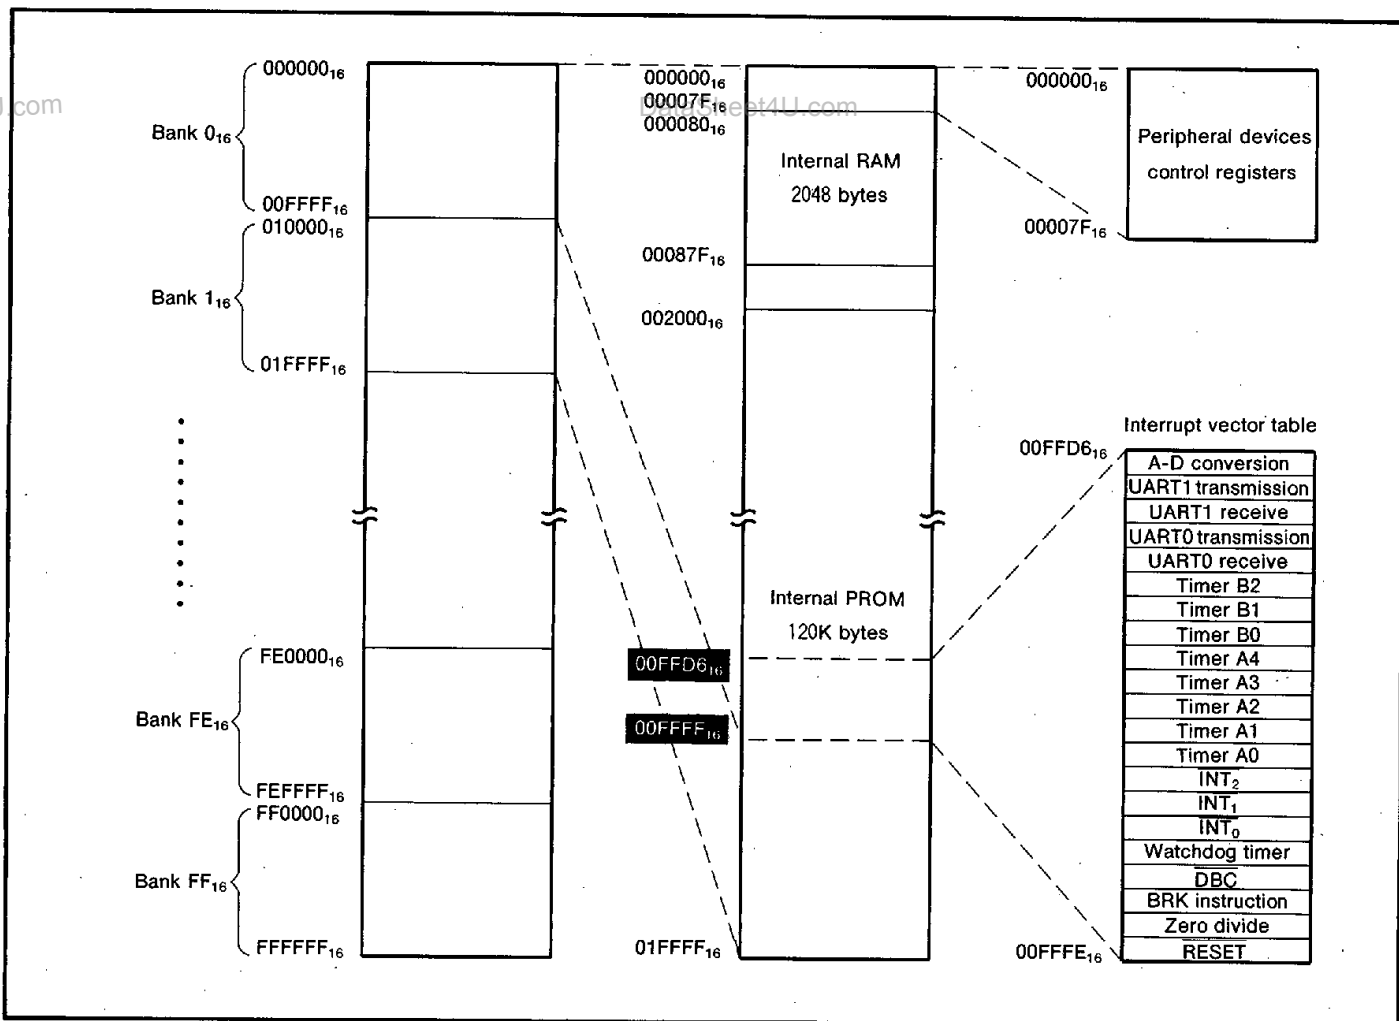 000000₁₆
Bank 0₁₆
00FFFF₁₆
010000₁₆
Bank 1₁₆
01FFFF₁₆
FE0000₁₆
Bank FE₁₆
FEFFFF₁₆
FF0000₁₆
Bank FF₁₆
FFFFFF₁₆
U.com
DataSheet4U.com
000000₁₆
00007F₁₆
000080₁₆
Internal RAM
2048 bytes
00087F₁₆
002000₁₆
Internal PROM
120K bytes
00FFD6₁₆
00FFFF₁₆
01FFFF₁₆
000000₁₆
Peripheral devices
control registers
00007F₁₆
Interrupt vector table
00FFD6₁₆
A-D conversion
UART1 transmission
UART1 receive
UART0 transmission
UART0 receive
Timer B2
Timer B1
Timer B0
Timer A4
Timer A3
Timer A2
Timer A1
Timer A0
INT₂
INT₁
INT₀
Watchdog timer
DBC
BRK instruction
Zero divide
RESET
00FFFE₁₆